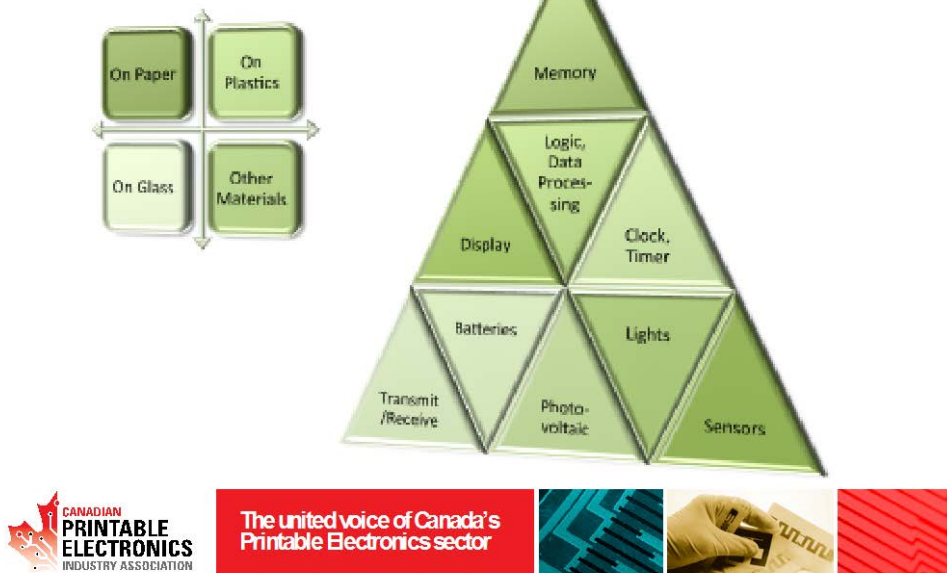 On Paper
On
Plastics
On Glass
Other
Materials
Memory
Logic,
Data
Proces-
sing
Display
Clock,
Timer
Batteries
Lights
Transmit
/Receive
Photo-
voltaic
Sensors
CANADIAN
PRINTABLE
ELECTRONICS
INDUSTRY ASSOCIATION
The united voice of Canada's
Printable Electronics sector